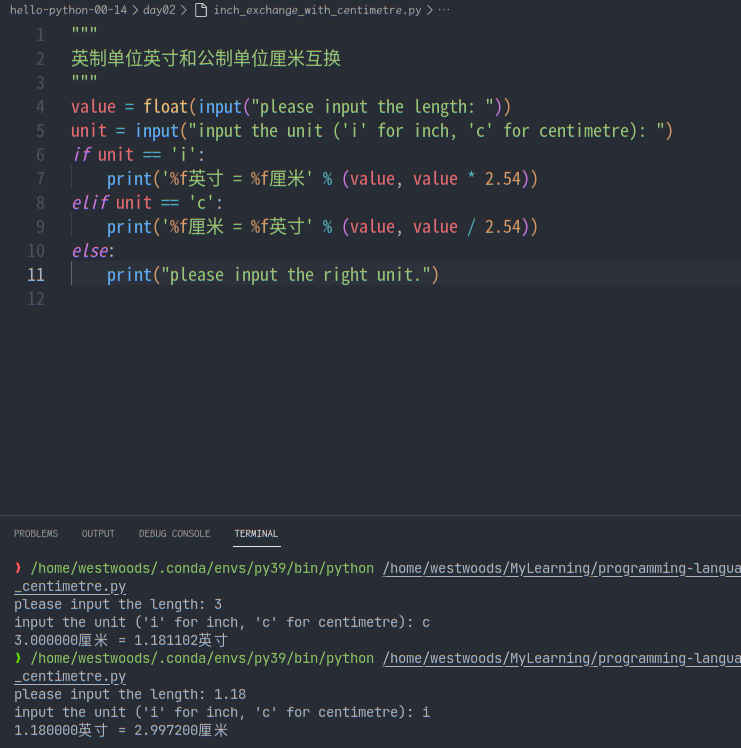 hello-python-00-14 > day02 > inch_exchange_with_centimetre.py > ...
1 """
2 英制单位英寸和公制单位厘米互换
3 """
4 value = float(input("please input the length: "))
5 unit = input("input the unit ('i' for inch, 'c' for centimetre): ")
6 if unit == 'i':
7     print('%f英寸 = %f厘米' % (value, value * 2.54))
8 elif unit == 'c':
9     print('%f厘米 = %f英寸' % (value, value / 2.54))
10 else:
11     print("please input the right unit.")
12
PROBLEMS OUTPUT DEBUG CONSOLE TERMINAL
❯ /home/westwoods/.conda/envs/py39/bin/python /home/westwoods/MyLearning/programming-langua
_centimetre.py
please input the length: 3
input the unit ('i' for inch, 'c' for centimetre): c
3.000000厘米 = 1.181102英寸
❯ /home/westwoods/.conda/envs/py39/bin/python /home/westwoods/MyLearning/programming-langua
_centimetre.py
please input the length: 1.18
input the unit ('i' for inch, 'c' for centimetre): i
1.180000英寸 = 2.997200厘米